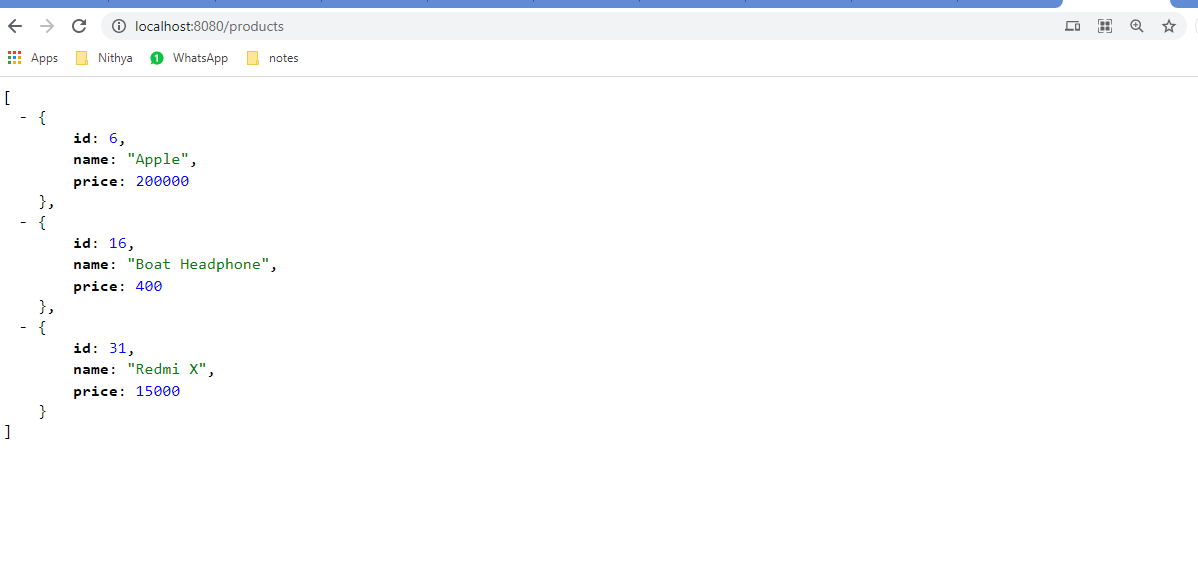 localhost:8080/products
Apps Nithya 1 WhatsApp notes
[
- {
id: 6,
name: "Apple",
price: 200000
},
- {
id: 16,
name: "Boat Headphone",
price: 400
},
- {
id: 31,
name: "Redmi X",
price: 15000
}
]